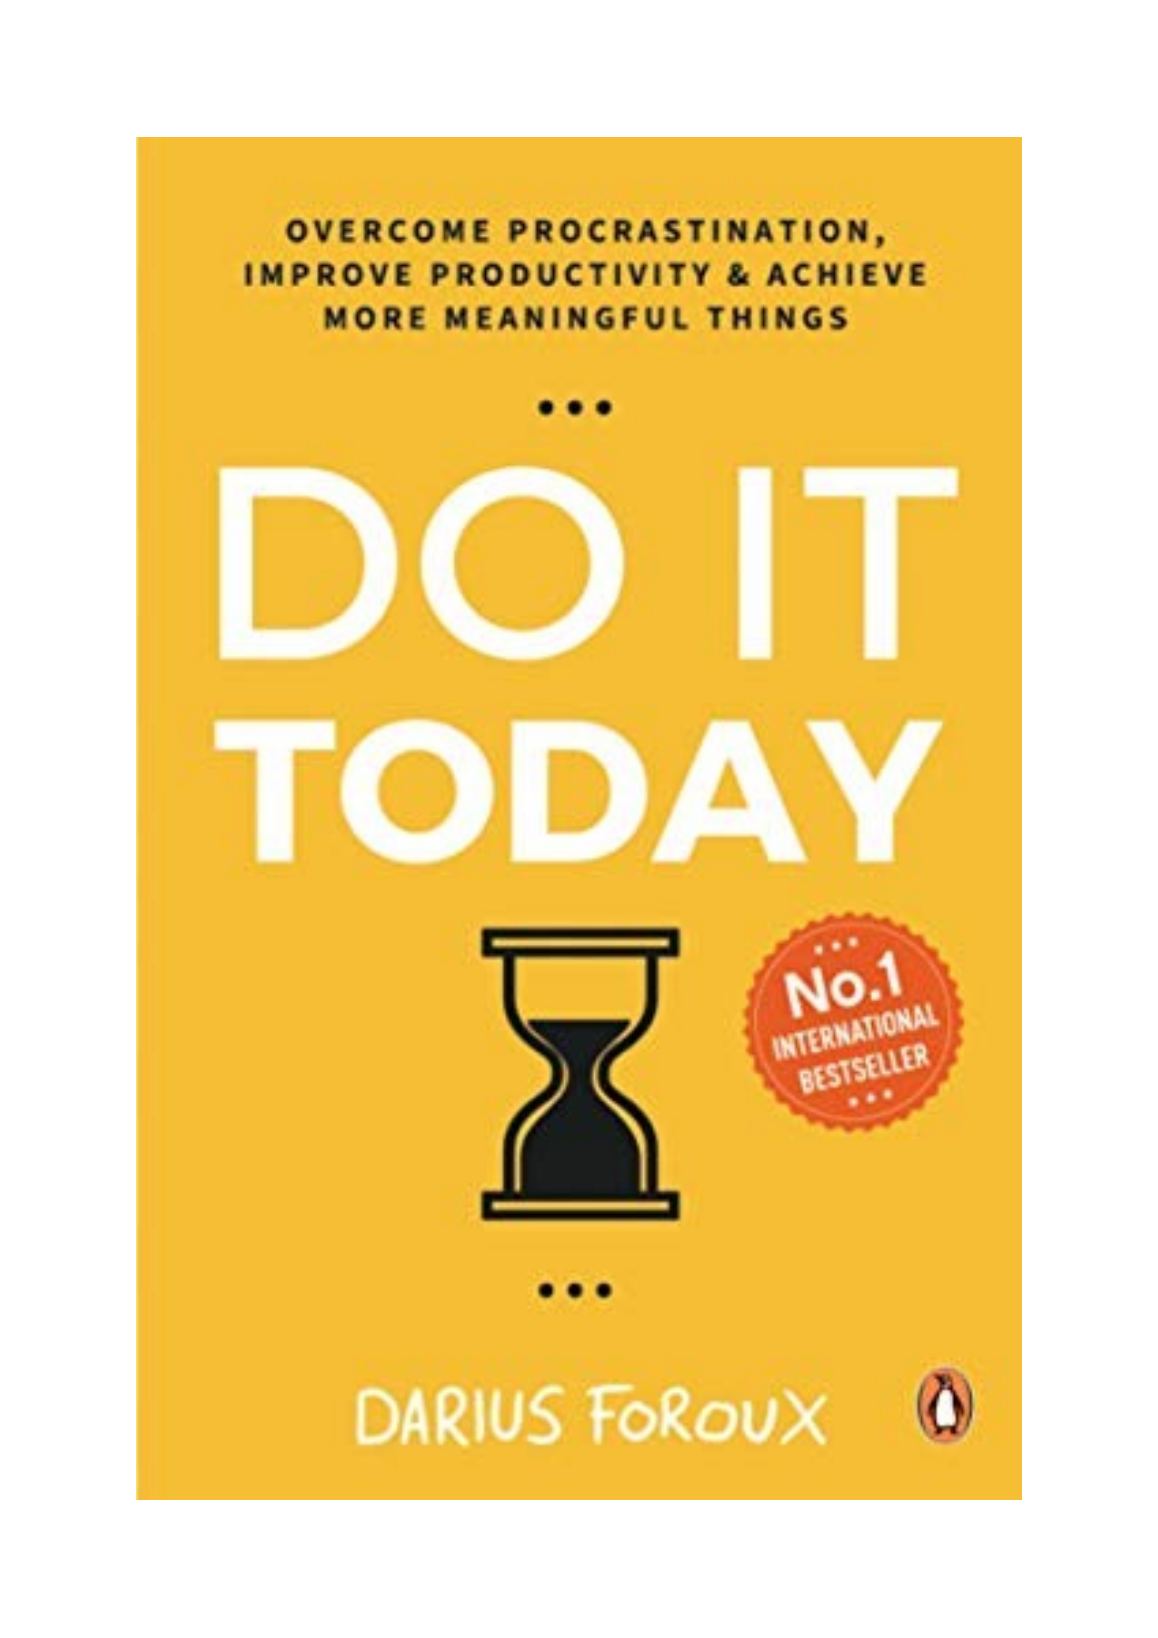 OVERCOME PROCRASTINATION,
IMPROVE PRODUCTIVITY & ACHIEVE
MORE MEANINGFUL THINGS
DO IT
TODAY
No.1
INTERNATIONAL
BESTSELLER
DARIUS FOROUX